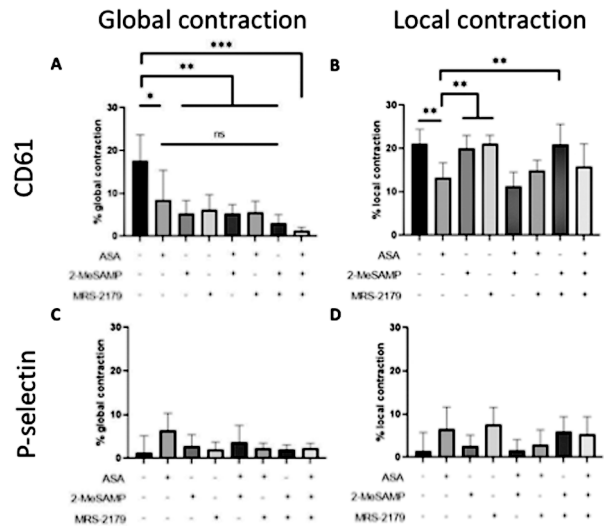 Global contraction
Local contraction
CD61
A
***
**
*
ns
30
20
10
0
% global contraction
ASA - + - - + + - +
2-MeSAMP - - + - + - + +
MRS-2179 - - - + - + + +
B
**
**
**
30
20
10
0
% local contraction
ASA - + - - + + - +
2-MeSAMP - - + - + - + +
MRS-2179 - - - + - + + +
P-selectin
C
30
20
10
0
% global contraction
ASA - + - - + + - +
2-MeSAMP - - + - + - + +
MRS-2179 - - - + - + + +
D
30
20
10
0
% local contraction
ASA - + - - + + - +
2-MeSAMP - - + - + - + +
MRS-2179 - - - + - + + +